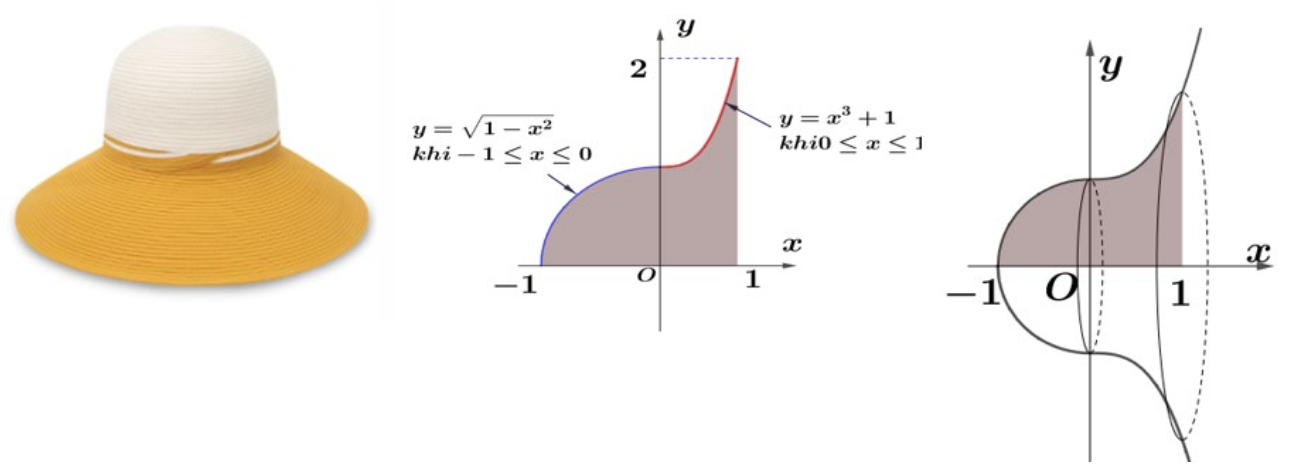 y
2
y = √(1 − x²)
khi − 1 ≤ x ≤ 0
y = x³ + 1
khi0 ≤ x ≤ 1
x
−1
O
1
y
x
−1
O
1